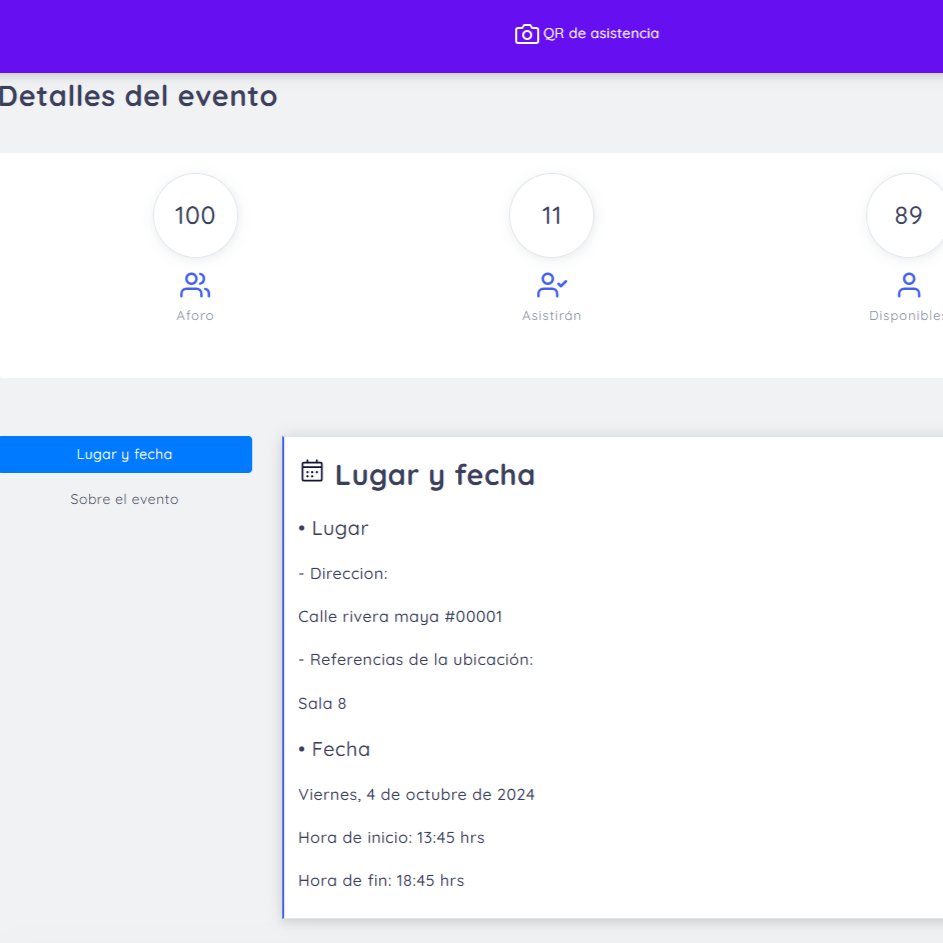 QR de asistencia
Detalles del evento
100
11
89
Aforo
Asistirán
Disponibles
Lugar y fecha
Sobre el evento
Lugar y fecha
• Lugar
- Direccion:
Calle rivera maya #00001
- Referencias de la ubicación:
Sala 8
• Fecha
Viernes, 4 de octubre de 2024
Hora de inicio: 13:45 hrs
Hora de fin: 18:45 hrs